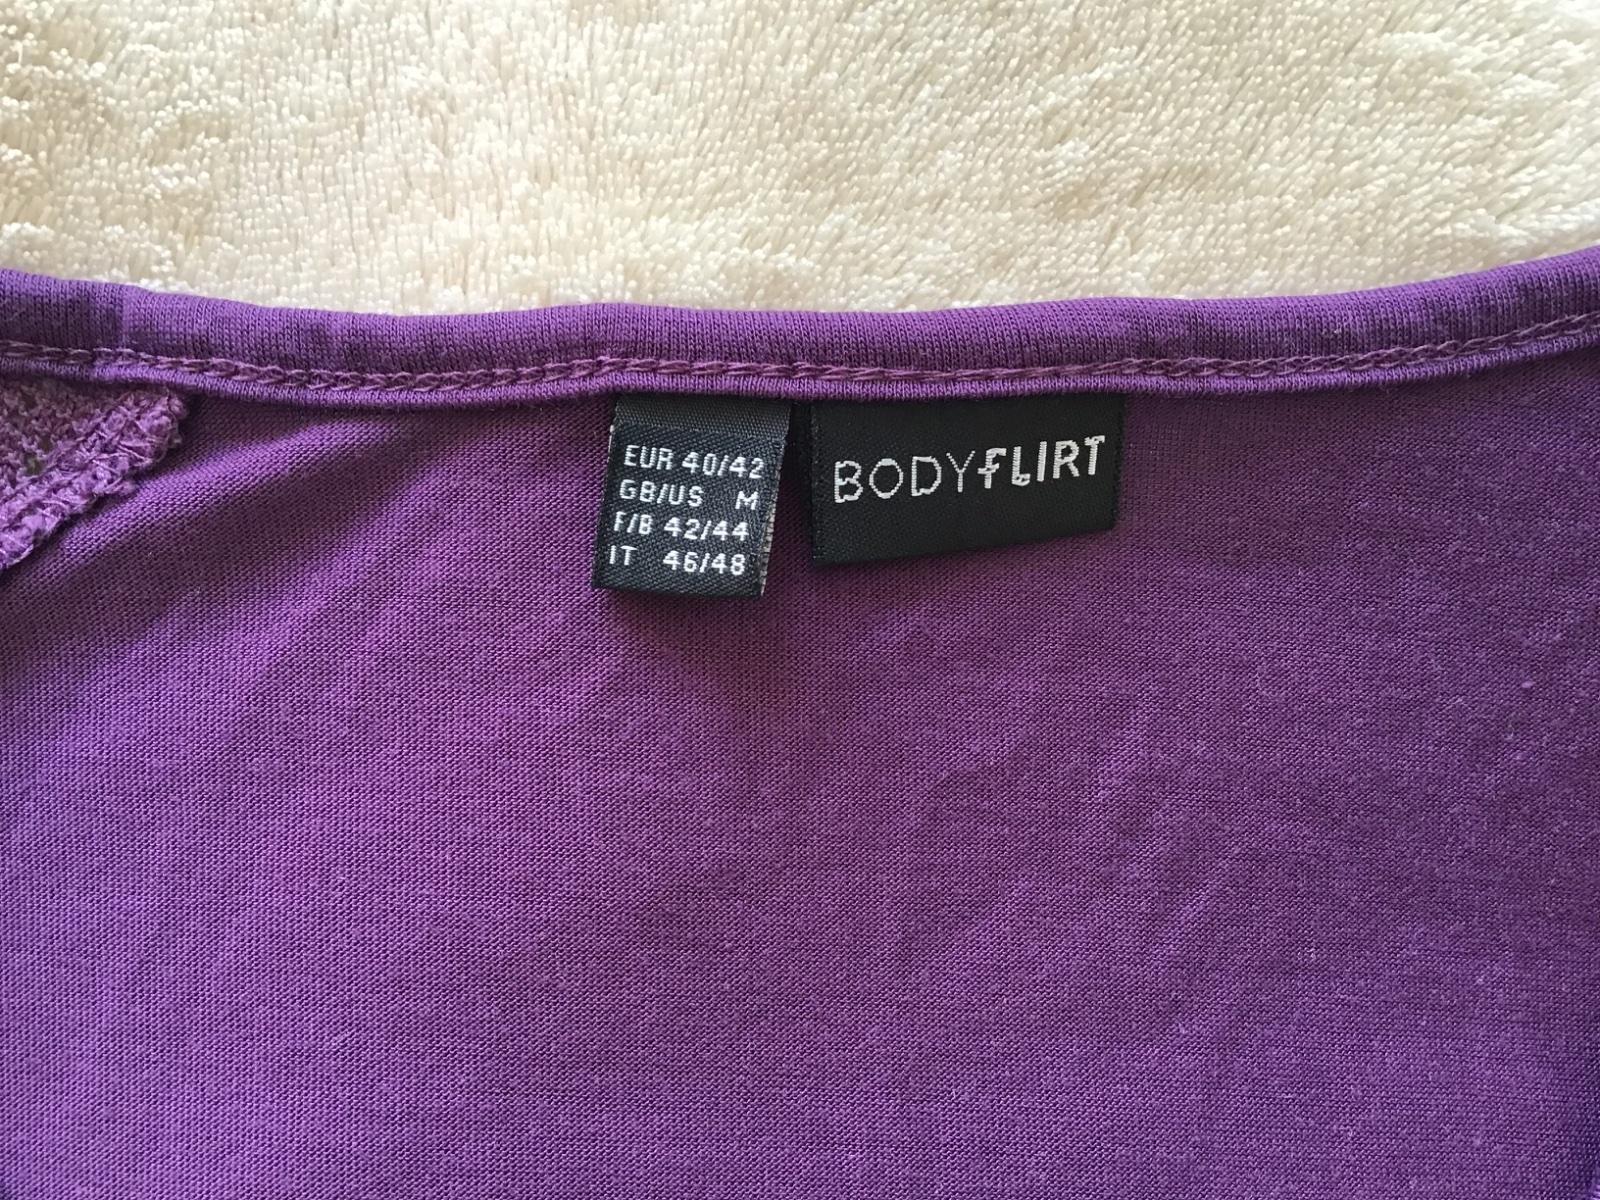 EUR 40/42
GB/US M
F/B 42/44
IT 46/48
BODYFLIRT